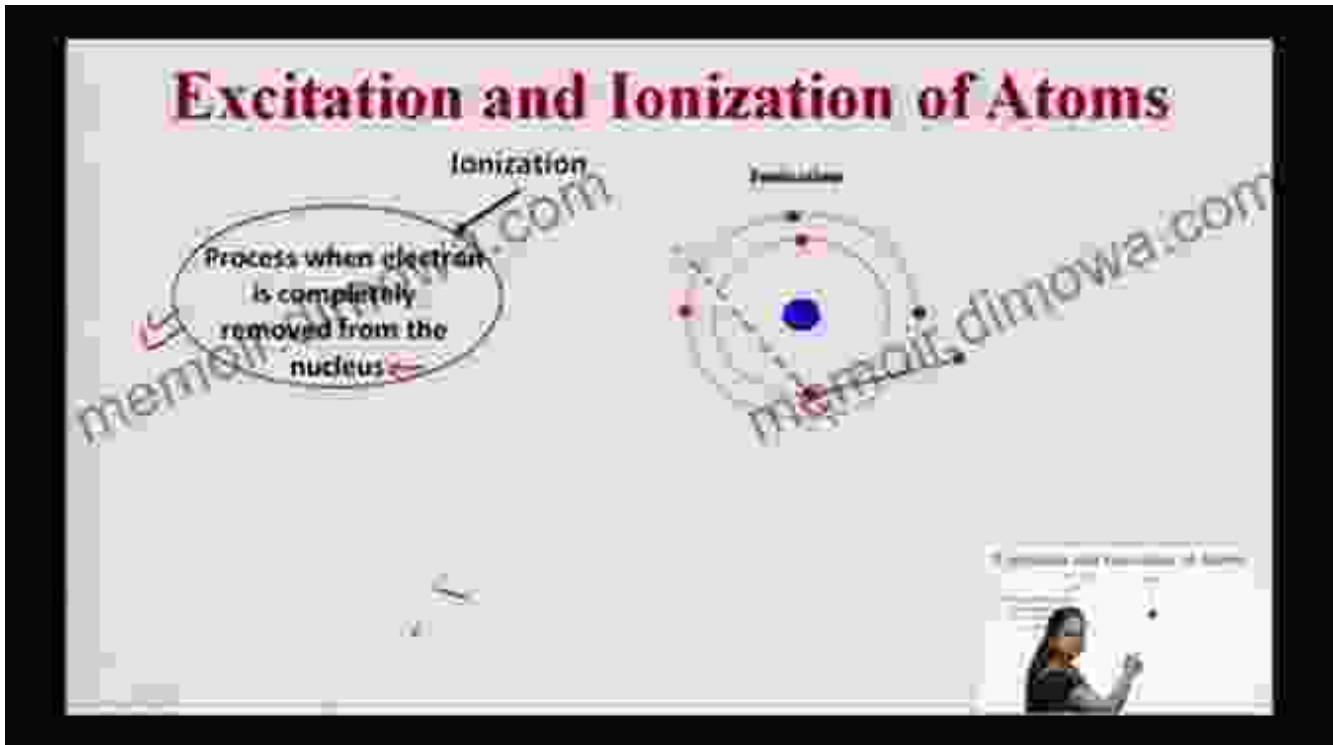 Excitation and Ionization of Atoms
Ionization
Process when electron
is completely
removed from the
nucleus
memoir.dimowa.com
memoir.dimowa.com